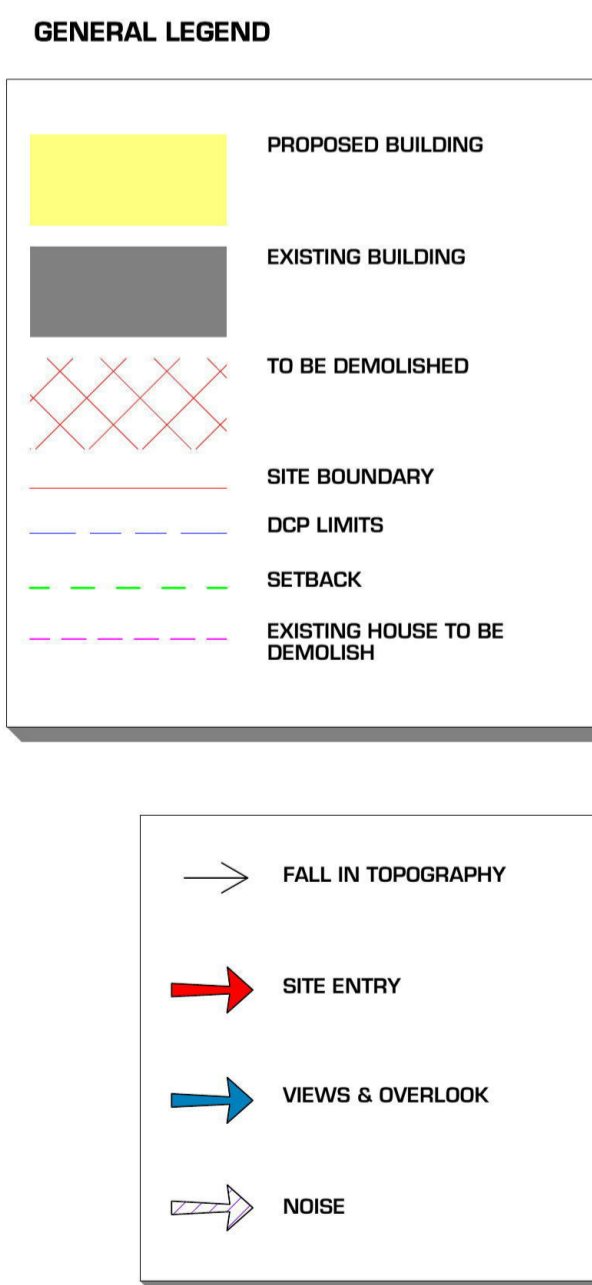 GENERAL LEGEND
PROPOSED BUILDING
EXISTING BUILDING
TO BE DEMOLISHED
SITE BOUNDARY
DCP LIMITS
SETBACK
EXISTING HOUSE TO BE
DEMOLISH
FALL IN TOPOGRAPHY
SITE ENTRY
VIEWS & OVERLOOK
NOISE